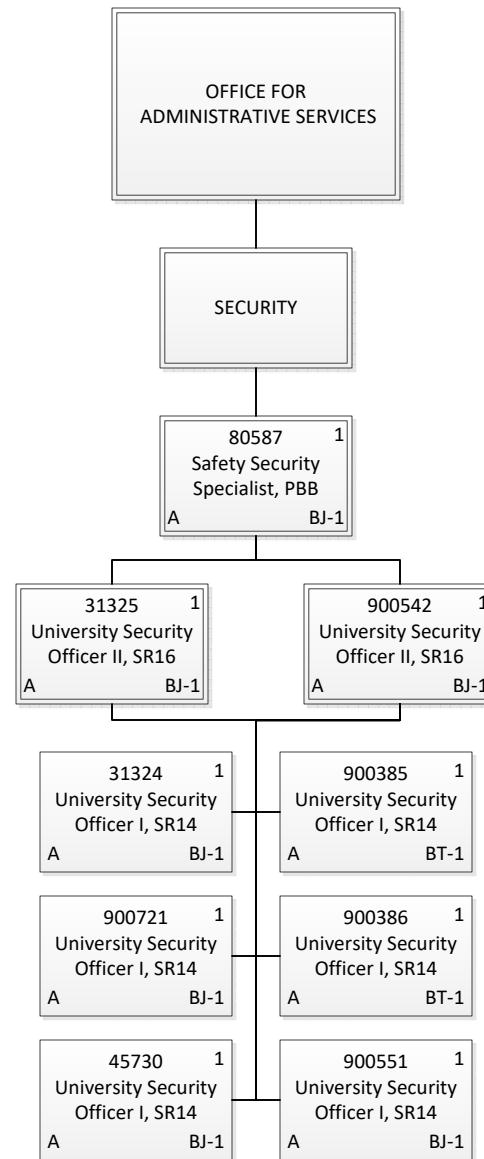 OFFICE FOR
ADMINISTRATIVE SERVICES
SECURITY
80587 1
Safety Security
Specialist, PBB
A BJ-1
31325 1
University Security
Officer II, SR16
A BJ-1
900542 1
University Security
Officer II, SR16
A BJ-1
31324 1
University Security
Officer I, SR14
A BJ-1
900385 1
University Security
Officer I, SR14
A BT-1
900721 1
University Security
Officer I, SR14
A BJ-1
900386 1
University Security
Officer I, SR14
A BT-1
45730 1
University Security
Officer I, SR14
A BJ-1
900551 1
University Security
Officer I, SR14
A BJ-1